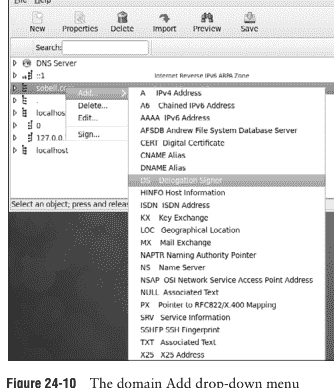 File Help
New Properties Delete Import Preview Save
Search:
DNS Server
::1 Internet Reverse IPv6 ARPA Zone
sobell.c
.
localhos
0
127.0.0.
localhost
Add...
Delete...
Edit...
Sign...
A IPv4 Address
A6 Chained IPv6 Address
AAAA IPv6 Address
AFSDB Andrew File System Database Server
CERT Digital Certificate
CNAME Alias
DNAME Alias
DS Delegation Signer
HINFO Host Information
ISDN ISDN Address
KX Key Exchange
LOC Geographical Location
MX Mail Exchange
NAPTR Naming Authority Pointer
NS Name Server
NSAP OSI Network Service Access Point Address
NULL Associated Text
PX Pointer to RFC822/X.400 Mapping
SRV Service Information
SSHFP SSH Fingerprint
TXT Associated Text
X25 X25 Address
Select an object; press and releas
Figure 24-10 The domain Add drop-down menu